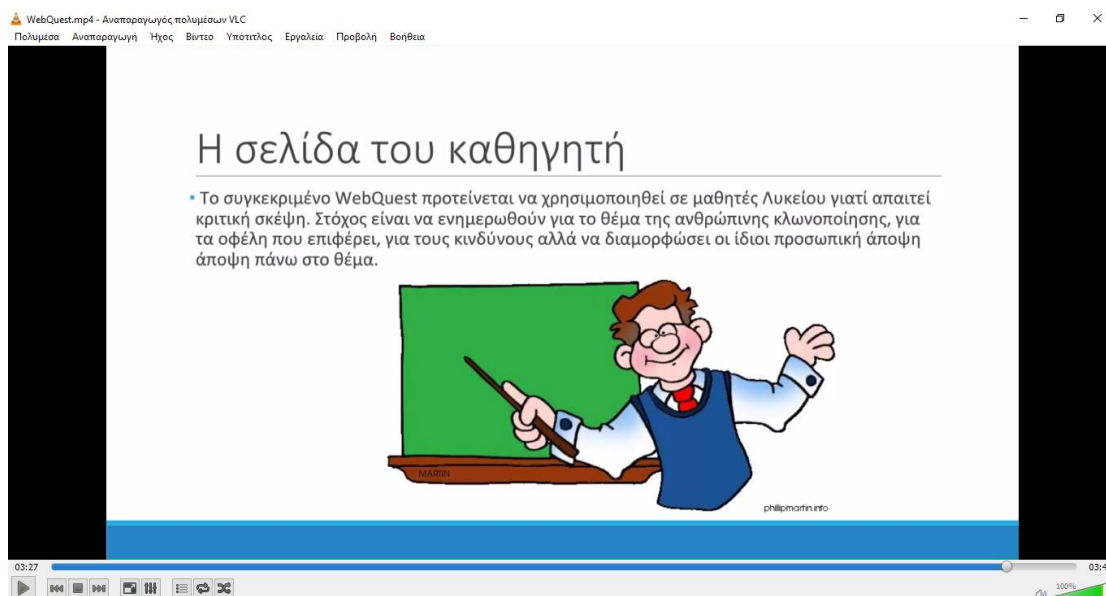 WebQuest.mp4 - Αναπαραγωγός πολυμέσων VLC
Πολυμέσα Αναπαραγωγή Ήχος Βίντεο Υπότιτλος Εργαλεία Προβολή Βοήθεια
Η σελίδα του καθηγητή
• Το συγκεκριμένο WebQuest προτείνεται να χρησιμοποιηθεί σε μαθητές Λυκείου γιατί απαιτεί
κριτική σκέψη. Στόχος είναι να ενημερωθούν για το θέμα της ανθρώπινης κλωνοποίησης, για
τα οφέλη που επιφέρει, για τους κινδύνους αλλά να διαμορφώσει οι ίδιοι προσωπική άποψη
άποψη πάνω στο θέμα.
MARTIN
phillipmartin.info
03:27
03:4
100%